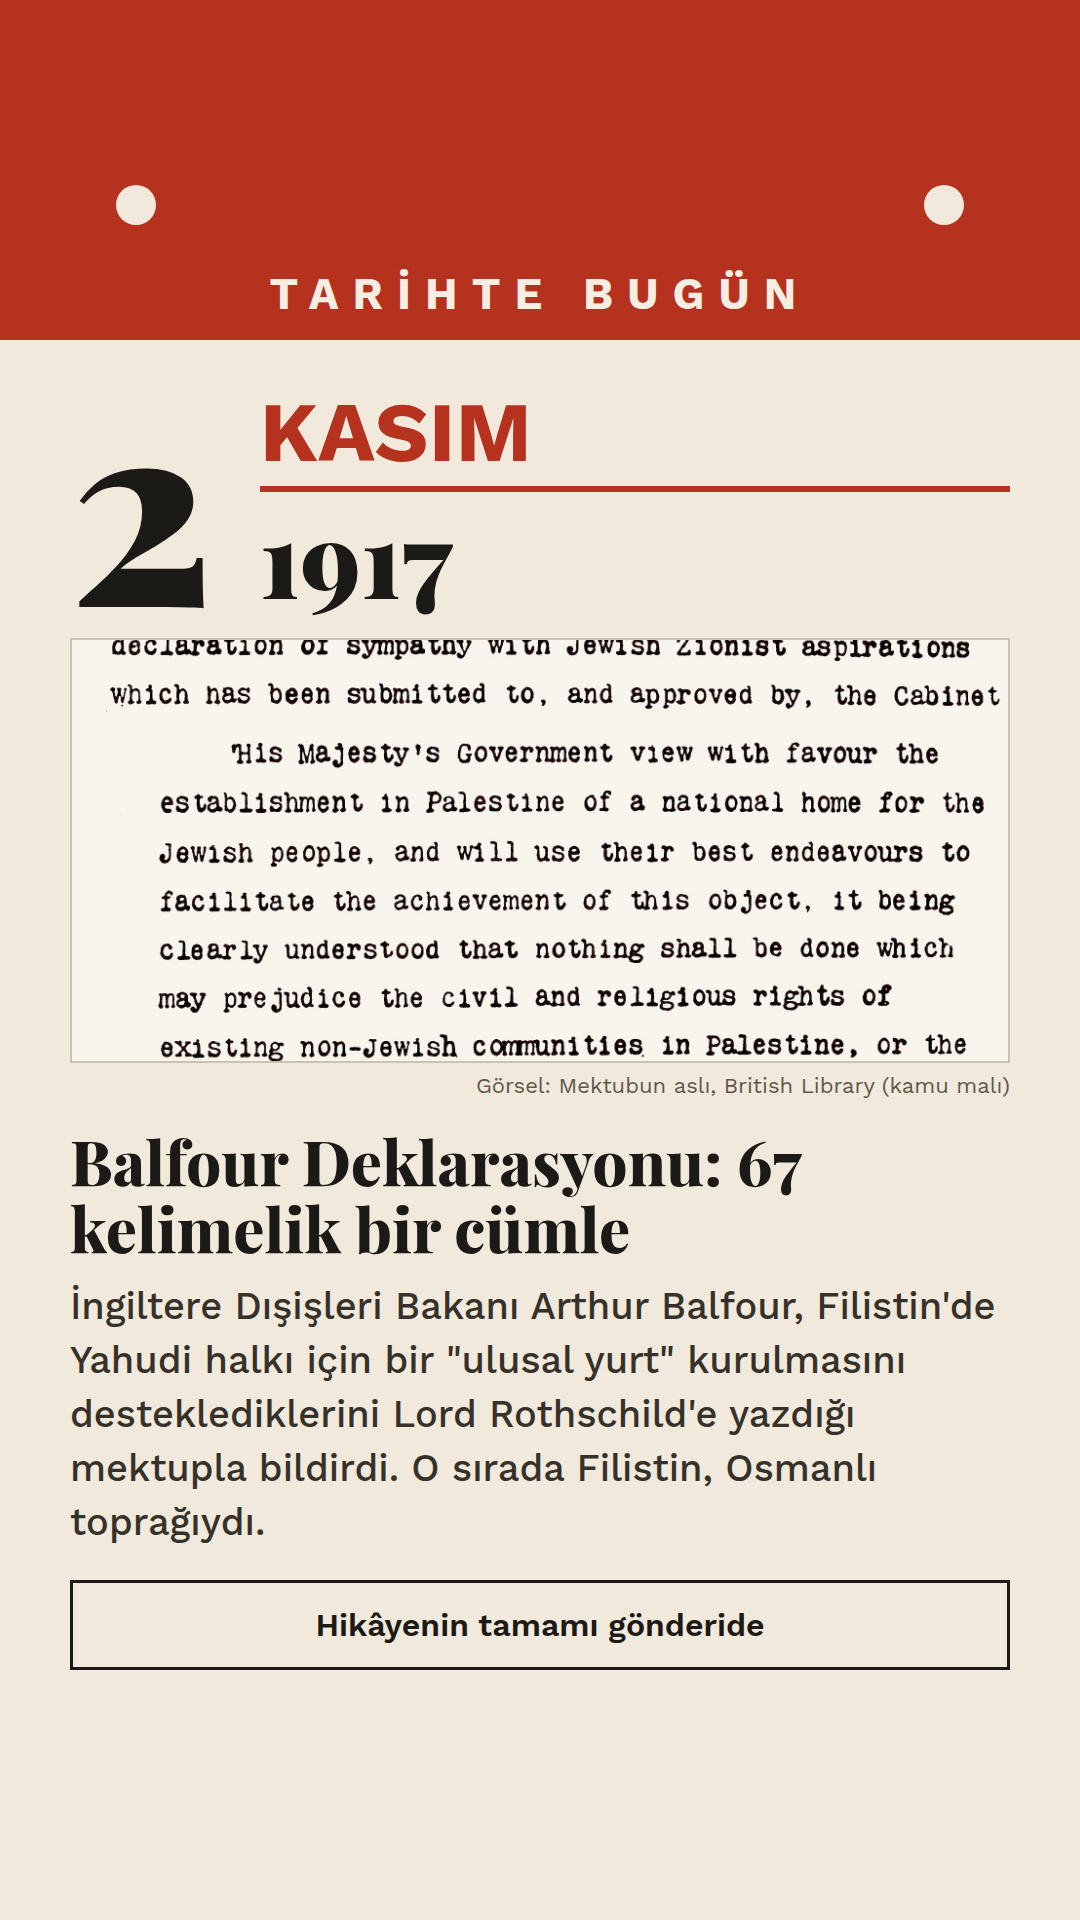 TARİHTE BUGÜN
KASIM
2
1917
declaration of sympathy with Jewish Zionist aspirations
which has been submitted to, and approved by, the Cabinet
"His Majesty's Government view with favour the
establishment in Palestine of a national home for the
Jewish people, and will use their best endeavours to
facilitate the achievement of this object, it being
clearly understood that nothing shall be done which
may prejudice the civil and religious rights of
existing non-Jewish communities in Palestine, or the
Görsel: Mektubun aslı, British Library (kamu malı)
Balfour Deklarasyonu: 67
kelimelik bir cümle
İngiltere Dışişleri Bakanı Arthur Balfour, Filistin'de
Yahudi halkı için bir "ulusal yurt" kurulmasını
desteklediklerini Lord Rothschild'e yazdığı
mektupla bildirdi. O sırada Filistin, Osmanlı
toprağıydı.
Hikâyenin tamamı gönderide